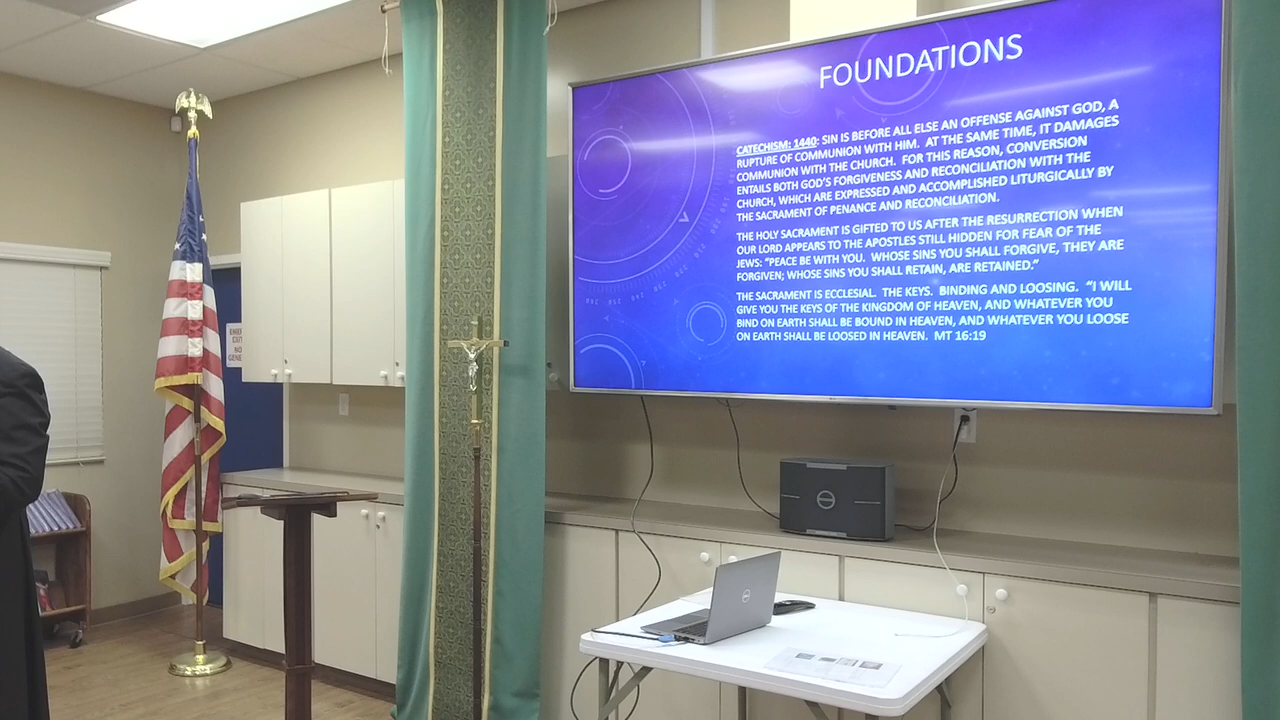 FOUNDATIONS
CATECHISM: 1440: SIN IS BEFORE ALL ELSE AN OFFENSE AGAINST GOD, A
RUPTURE OF COMMUNION WITH HIM. AT THE SAME TIME, IT DAMAGES
COMMUNION WITH THE CHURCH. FOR THIS REASON, CONVERSION
ENTAILS BOTH GOD'S FORGIVENESS AND RECONCILIATION WITH THE
CHURCH, WHICH ARE EXPRESSED AND ACCOMPLISHED LITURGICALLY BY
THE SACRAMENT OF PENANCE AND RECONCILIATION.
THE HOLY SACRAMENT IS GIFTED TO US AFTER THE RESURRECTION WHEN
OUR LORD APPEARS TO THE APOSTLES STILL HIDDEN FOR FEAR OF THE
JEWS: "PEACE BE WITH YOU. WHOSE SINS YOU SHALL FORGIVE, THEY ARE
FORGIVEN; WHOSE SINS YOU SHALL RETAIN, ARE RETAINED."
THE SACRAMENT IS ECCLESIAL. THE KEYS. BINDING AND LOOSING. "I WILL
GIVE YOU THE KEYS OF THE KINGDOM OF HEAVEN, AND WHATEVER YOU
BIND ON EARTH SHALL BE BOUND IN HEAVEN, AND WHATEVER YOU LOOSE
ON EARTH SHALL BE LOOSED IN HEAVEN. MT 16:19
DELL